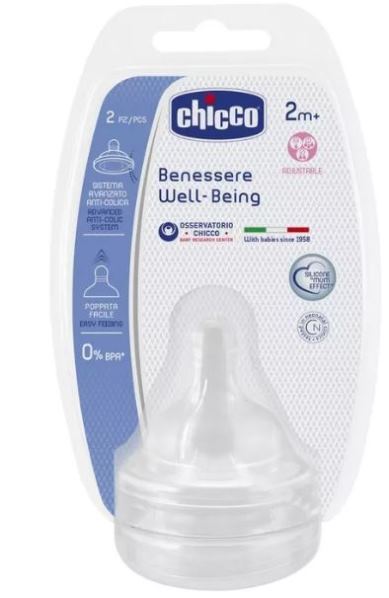 chicco
2 PZ/PCS
2m+
ADJUSTABLE
Benessere
Well-Being
SISTEMA
AVANZATO
ANTI-COLICA
ADVANCED
ANTI-COLIC
SYSTEM
OSSERVATORIO
• CHICCO •
BABY RESEARCH CENTER
With babies since 1958
SILICONE
"MUM
EFFECT"
POPPATA
FACILE
EASY FEEDING
0% BPA*
CN